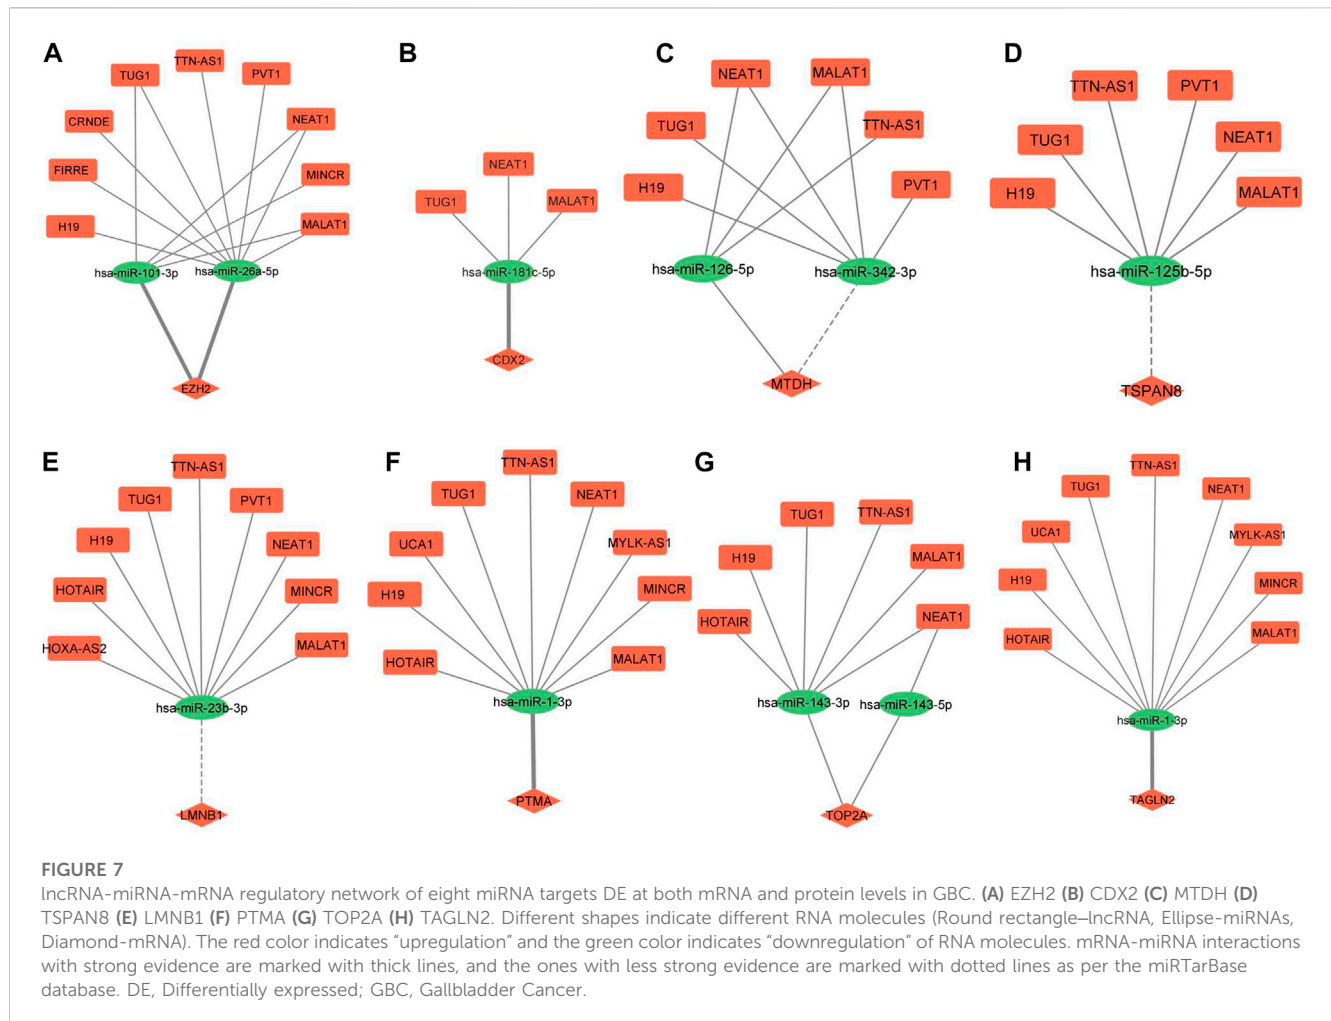 A
TTN-AS1
TUG1
PVT1
CRNDE
NEAT1
FIRRE
MINCR
H19
MALAT1
hsa-miR-101-3p
hsa-miR-26a-5p
EZH2
B
NEAT1
TUG1
MALAT1
hsa-miR-181c-5p
CDX2
C
NEAT1
MALAT1
TUG1
TTN-AS1
H19
PVT1
hsa-miR-126-5p
hsa-miR-342-3p
MTDH
D
TTN-AS1
PVT1
TUG1
NEAT1
H19
MALAT1
hsa-miR-125b-5p
TSPAN8
E
TTN-AS1
TUG1
PVT1
H19
NEAT1
HOTAIR
MINCR
HOXA-AS2
MALAT1
hsa-miR-23b-3p
LMNB1
F
TTN-AS1
TUG1
NEAT1
UCA1
MYLK-AS1
H19
MINCR
HOTAIR
MALAT1
hsa-miR-1-3p
PTMA
G
TUG1
TTN-AS1
H19
MALAT1
HOTAIR
NEAT1
hsa-miR-143-3p
hsa-miR-143-5p
TOP2A
H
TTN-AS1
TUG1
NEAT1
UCA1
MYLK-AS1
H19
MINCR
HOTAIR
MALAT1
hsa-miR-1-3p
TAGLN2
FIGURE 7
lncRNA-miRNA-mRNA regulatory network of eight miRNA targets DE at both mRNA and protein levels in GBC. (A) EZH2 (B) CDX2 (C) MTDH (D)
TSPAN8 (E) LMNB1 (F) PTMA (G) TOP2A (H) TAGLN2. Different shapes indicate different RNA molecules (Round rectangle—lncRNA, Ellipse-miRNAs,
Diamond-mRNA). The red color indicates "upregulation" and the green color indicates "downregulation" of RNA molecules. mRNA-miRNA interactions
with strong evidence are marked with thick lines, and the ones with less strong evidence are marked with dotted lines as per the miRTarBase
database. DE, Differentially expressed; GBC, Gallbladder Cancer.